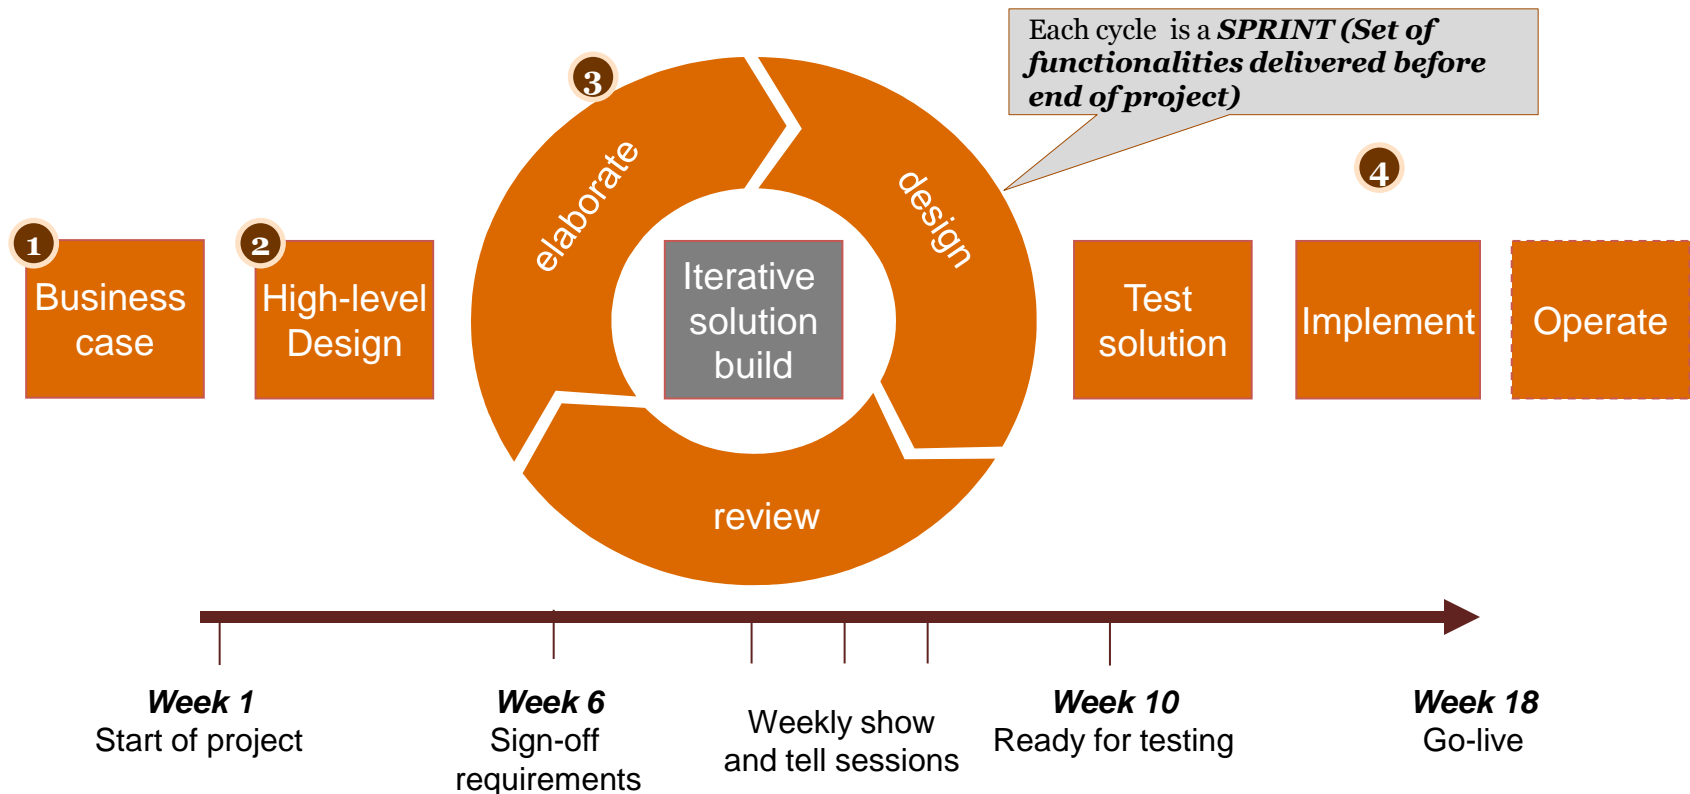 Each cycle  is a SPRINT (Set of
functionalities delivered before
end of project)
3
4
elaborate
design
1
2
Business
case
High-level
Design
Iterative
solution
build
Test
solution
Implement
Operate
review
Week 1
Start of project
Week 6
Sign-off
requirements
Weekly show
and tell sessions
Week 10
Ready for testing
Week 18
Go-live